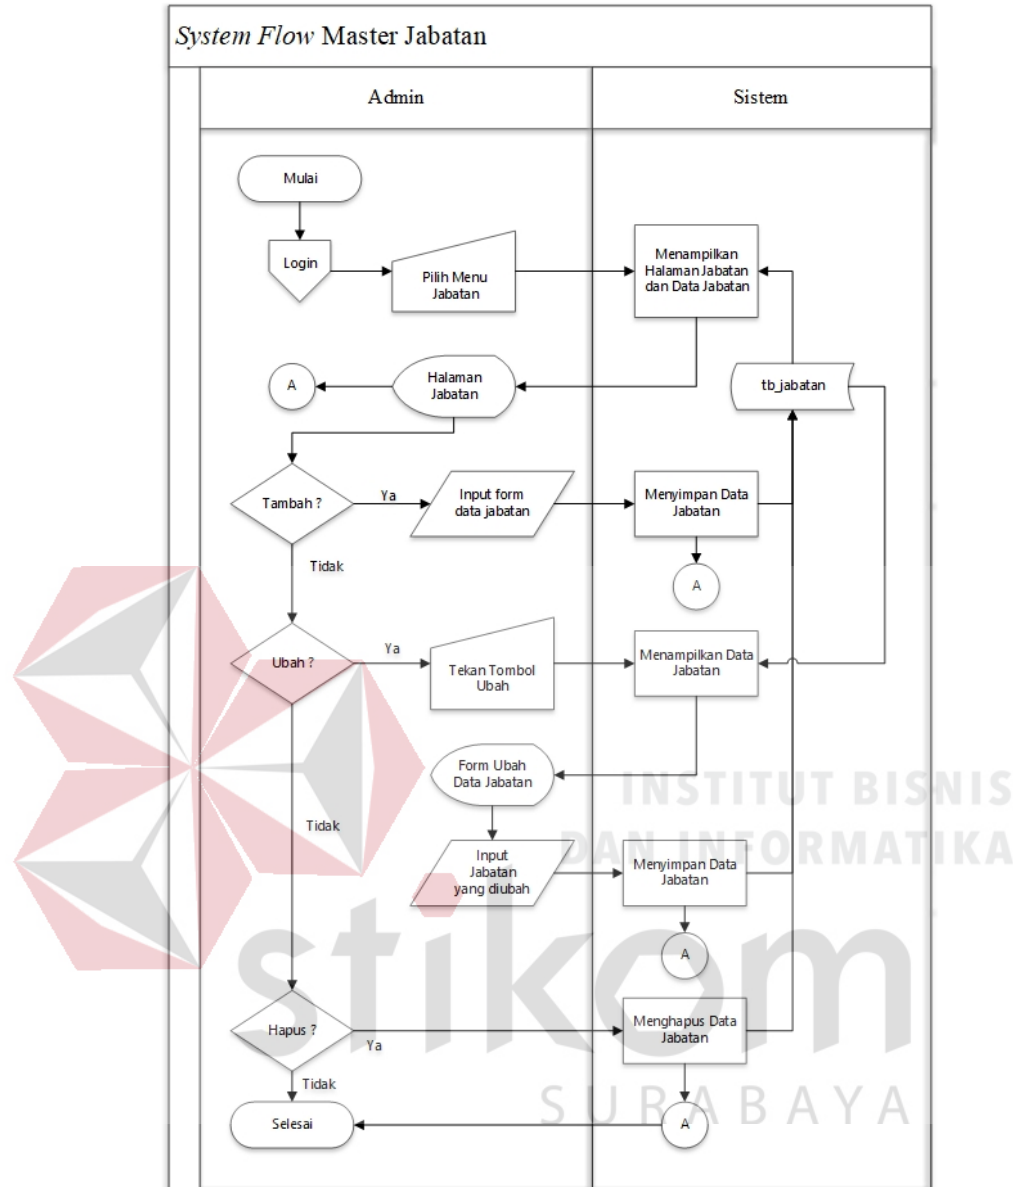 System Flow Master Jabatan
Admin
Sistem
Mulai
Login
Pilih Menu
Jabatan
Menampilkan
Halaman Jabatan
dan Data Jabatan
A
Halaman
Jabatan
tb_jabatan
Tambah ?
Ya
Input form
data jabatan
Menyimpan Data
Jabatan
Tidak
A
Ubah ?
Ya
Tekan Tombol
Ubah
Menampilkan Data
Jabatan
Form Ubah
Data Jabatan
INSTITUT BISNIS
DAN INFORMATIKA
Tidak
Input
Jabatan
yang diubah
Menyimpan Data
Jabatan
stikom
A
Hapus ?
Ya
Menghapus Data
Jabatan
Tidak
SURABAYA
Selesai
A